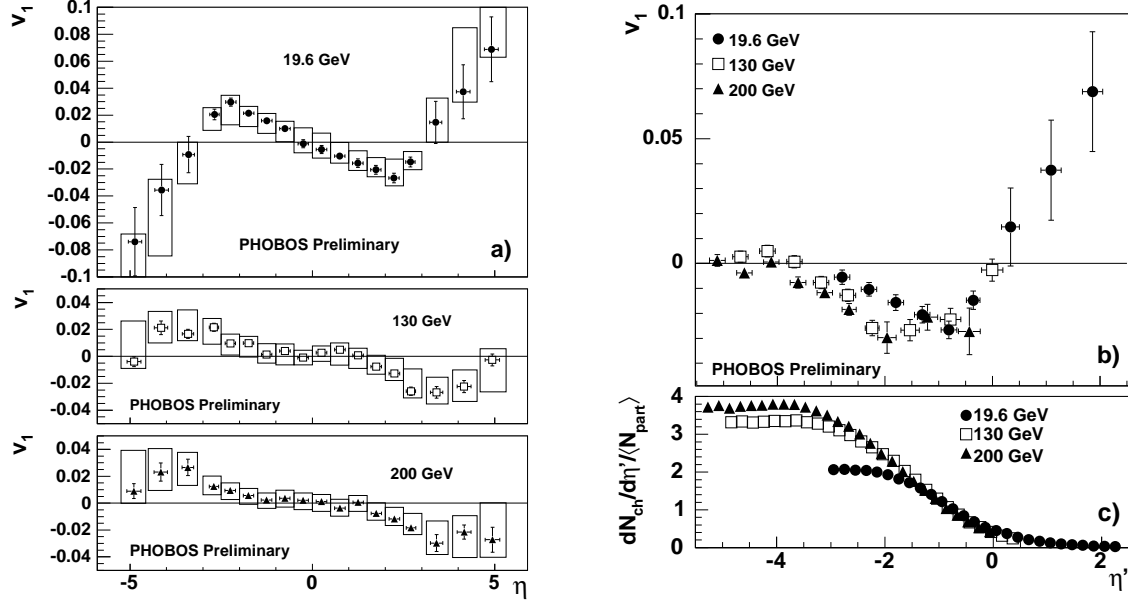 v1
0.1
0.08
0.06
0.04
0.02
0
-0.02
-0.04
-0.06
-0.08
-0.1
19.6 GeV
PHOBOS Preliminary
a)
v1
0.04
0.02
0
-0.02
-0.04
130 GeV
PHOBOS Preliminary
v1
0.04
0.02
0
-0.02
-0.04
200 GeV
PHOBOS Preliminary
-5 0 5 η
v1
0.1
0.05
0
19.6 GeV
130 GeV
200 GeV
PHOBOS Preliminary
b)
dNch/dη'/⟨Npart⟩
4
3
2
1
0
19.6 GeV
130 GeV
200 GeV
c)
-4 -2 0 2 η'